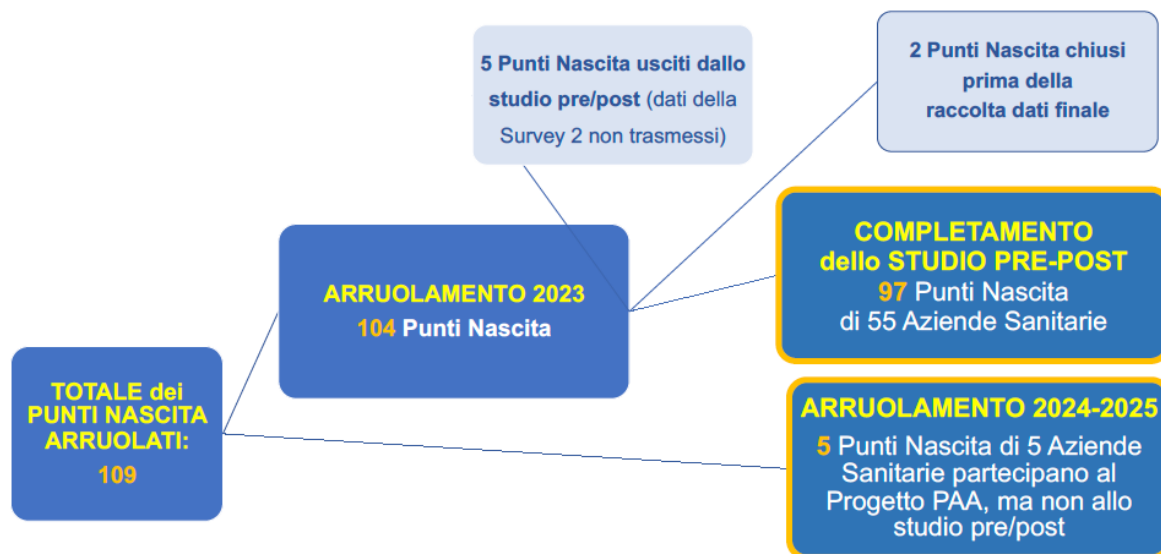 5 Punti Nascita usciti dallo
studio pre/post (dati della
Survey 2 non trasmessi)
2 Punti Nascita chiusi
prima della
raccolta dati finale
ARRUOLAMENTO 2023
104 Punti Nascita
COMPLETAMENTO
dello STUDIO PRE-POST
97 Punti Nascita
di 55 Aziende Sanitarie
TOTALE dei
PUNTI NASCITA
ARRUOLATI:
109
ARRUOLAMENTO 2024-2025
5 Punti Nascita di 5 Aziende
Sanitarie partecipano al
Progetto PAA, ma non allo
studio pre/post